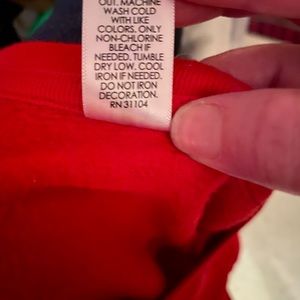 OUT. MACHINE
WASH COLD
WITH LIKE
COLORS. ONLY
NON-CHLORINE
BLEACH IF
NEEDED. TUMBLE
DRY LOW. COOL
IRON IF NEEDED.
DO NOT IRON
DECORATION.
RN 31104